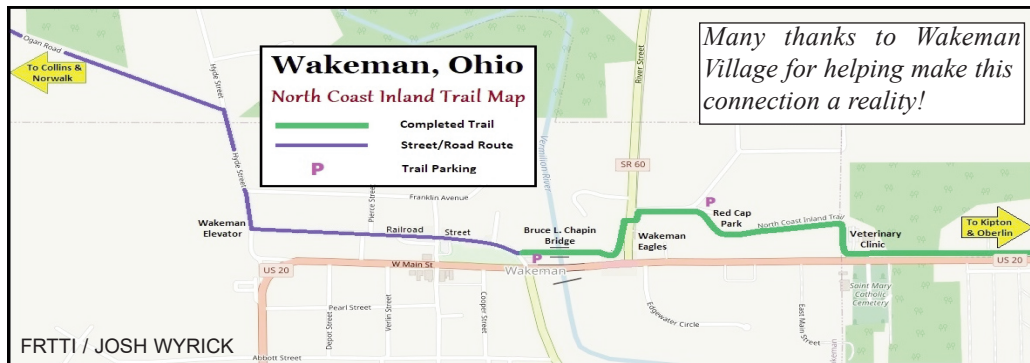 Ogan Road
To Collins &
Norwalk
Hyde Street
Wakeman, Ohio
North Coast Inland Trail Map
Completed Trail
Street/Road Route
P
Trail Parking
River Street
Many thanks to Wakeman
Village for helping make this
connection a reality!
Vermilion River
SR 60
Hyde Street
Pierce Street
Franklin Avenue
P
Red Cap
Park
North Coast Inland Trail
To Kipton
& Oberlin
Wakeman
Elevator
Railroad
Street
Bruce L. Chapin
Bridge
Wakeman
Eagles
Veterinary
Clinic
P
US 20
W Main St
Wakeman
US 20
Saint Mary
Catholic
Cemetery
Pearl Street
Depot Street
Verlin Street
Cooper Street
Edgewater Circle
East Main Street
Wakeman
Abbott Street
FRTTI / JOSH WYRICK